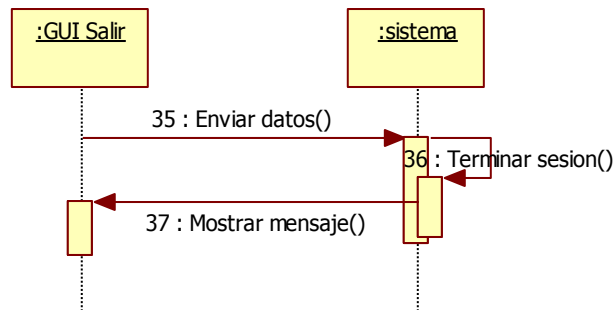 :GUI Salir
:sistema
35 : Enviar datos()
36 : Terminar sesion()
37 : Mostrar mensaje()